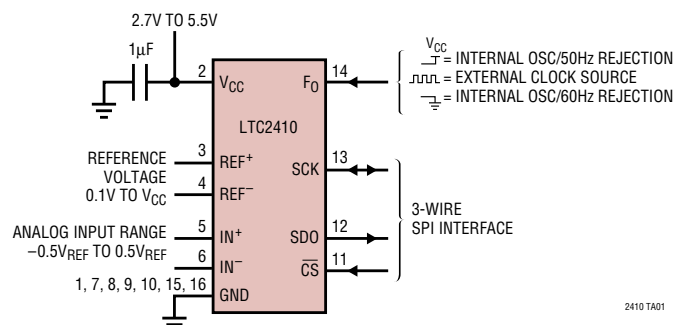 2.7V TO 5.5V
1µF
2
VCC
FO
14
VCC
= INTERNAL OSC/50Hz REJECTION
= EXTERNAL CLOCK SOURCE
= INTERNAL OSC/60Hz REJECTION
LTC2410
REFERENCE
VOLTAGE
0.1V TO VCC
3
REF+
4
REF−
SCK
13
3-WIRE
SPI INTERFACE
ANALOG INPUT RANGE
−0.5VREF TO 0.5VREF
5
IN+
6
IN−
SDO
12
CS
11
1, 7, 8, 9, 10, 15, 16
GND
2410 TA01